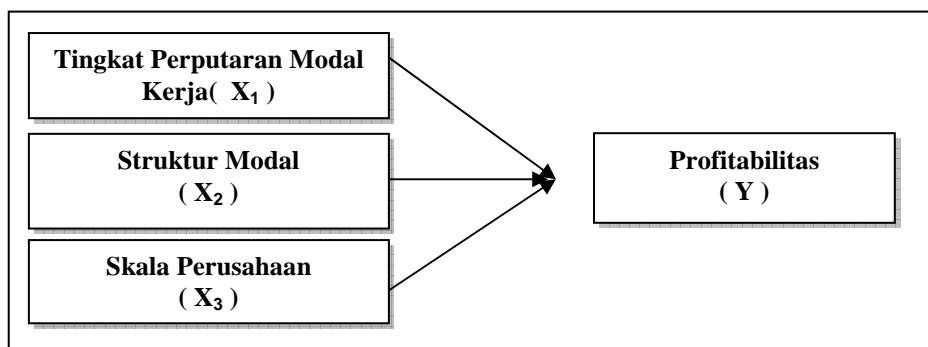 Tingkat Perputaran Modal
Kerja( X₁ )
Struktur Modal
( X₂ )
Skala Perusahaan
( X₃ )
Profitabilitas
( Y )